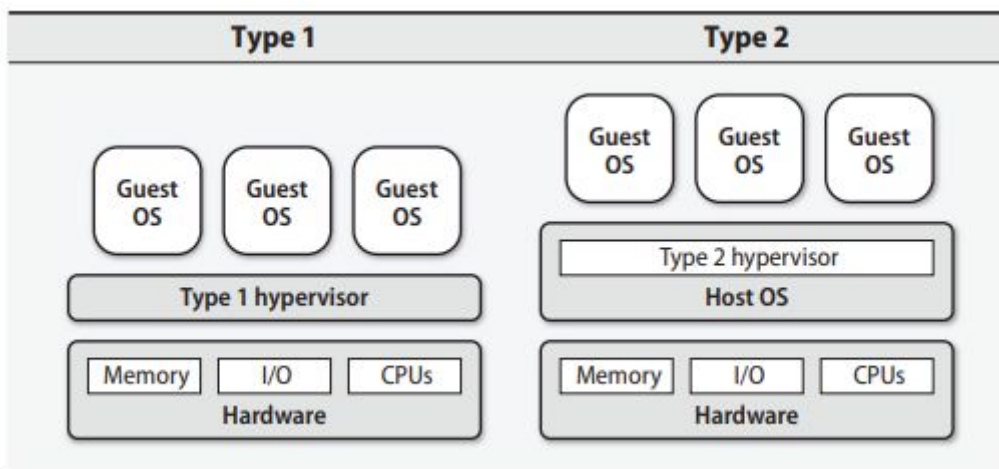 Type 1
Type 2
Guest
OS
Guest
OS
Guest
OS
Type 1 hypervisor
Memory
I/O
CPUs
Hardware
Guest
OS
Guest
OS
Guest
OS
Type 2 hypervisor
Host OS
Memory
I/O
CPUs
Hardware